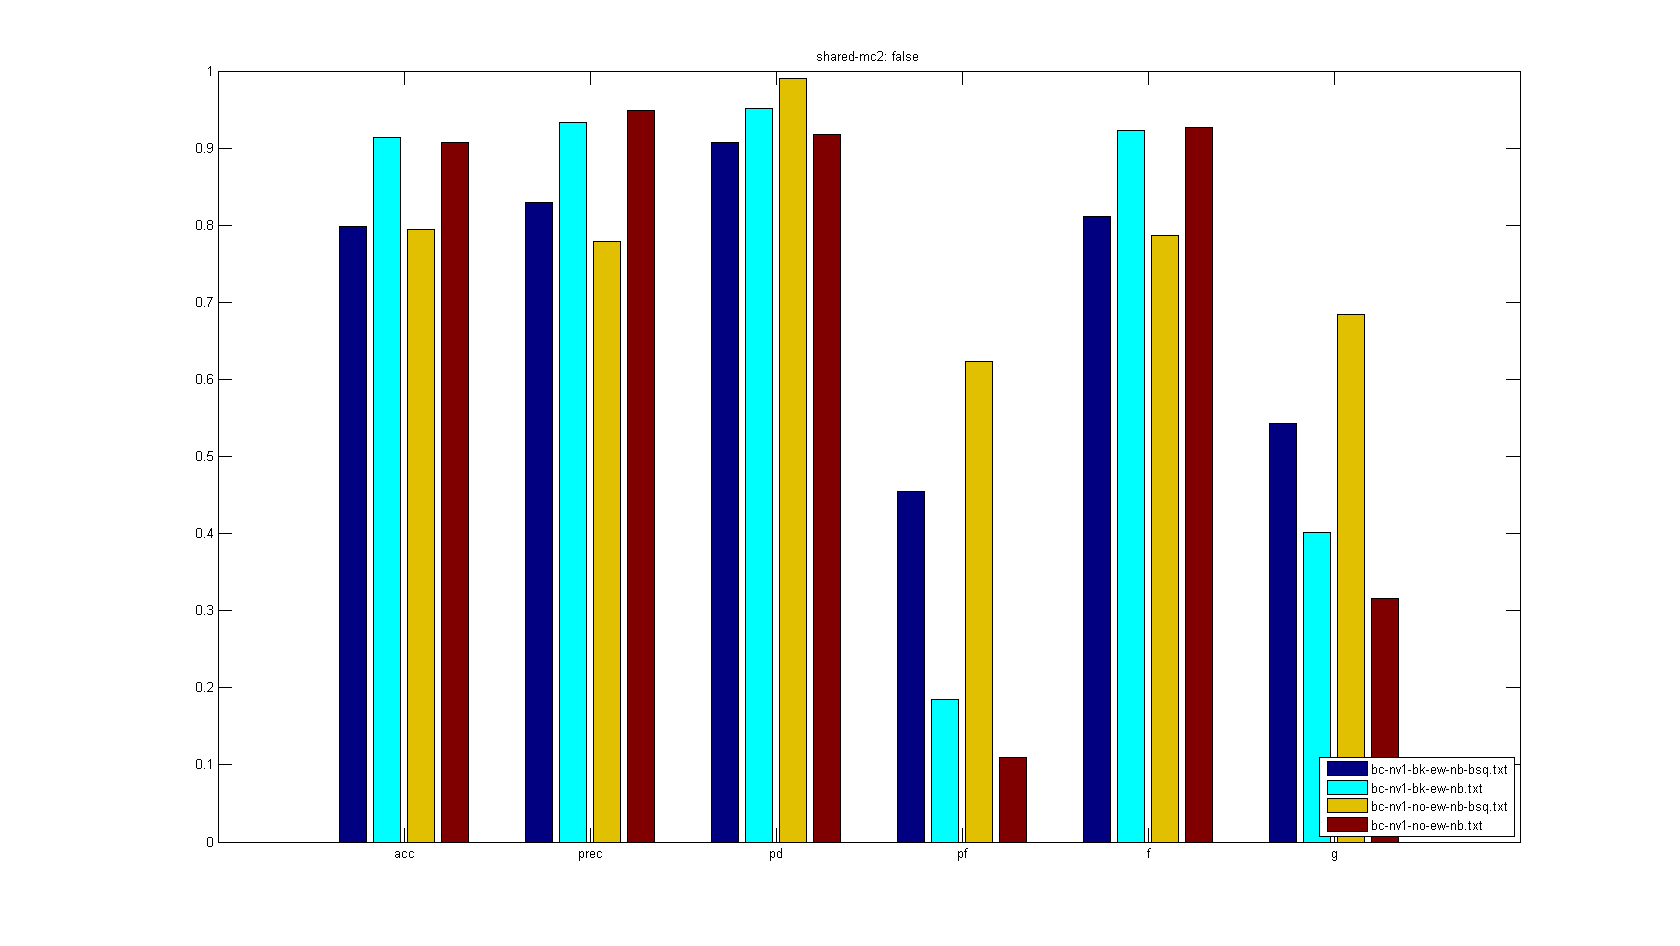 shared-mc2: false
1
0.9
0.8
0.7
0.6
0.5
0.4
0.3
0.2
0.1
0
acc prec pd pf f g
bc-nv1-bk-ew-nb-bsq.txt
bc-nv1-bk-ew-nb.txt
bc-nv1-no-ew-nb-bsq.txt
bc-nv1-no-ew-nb.txt